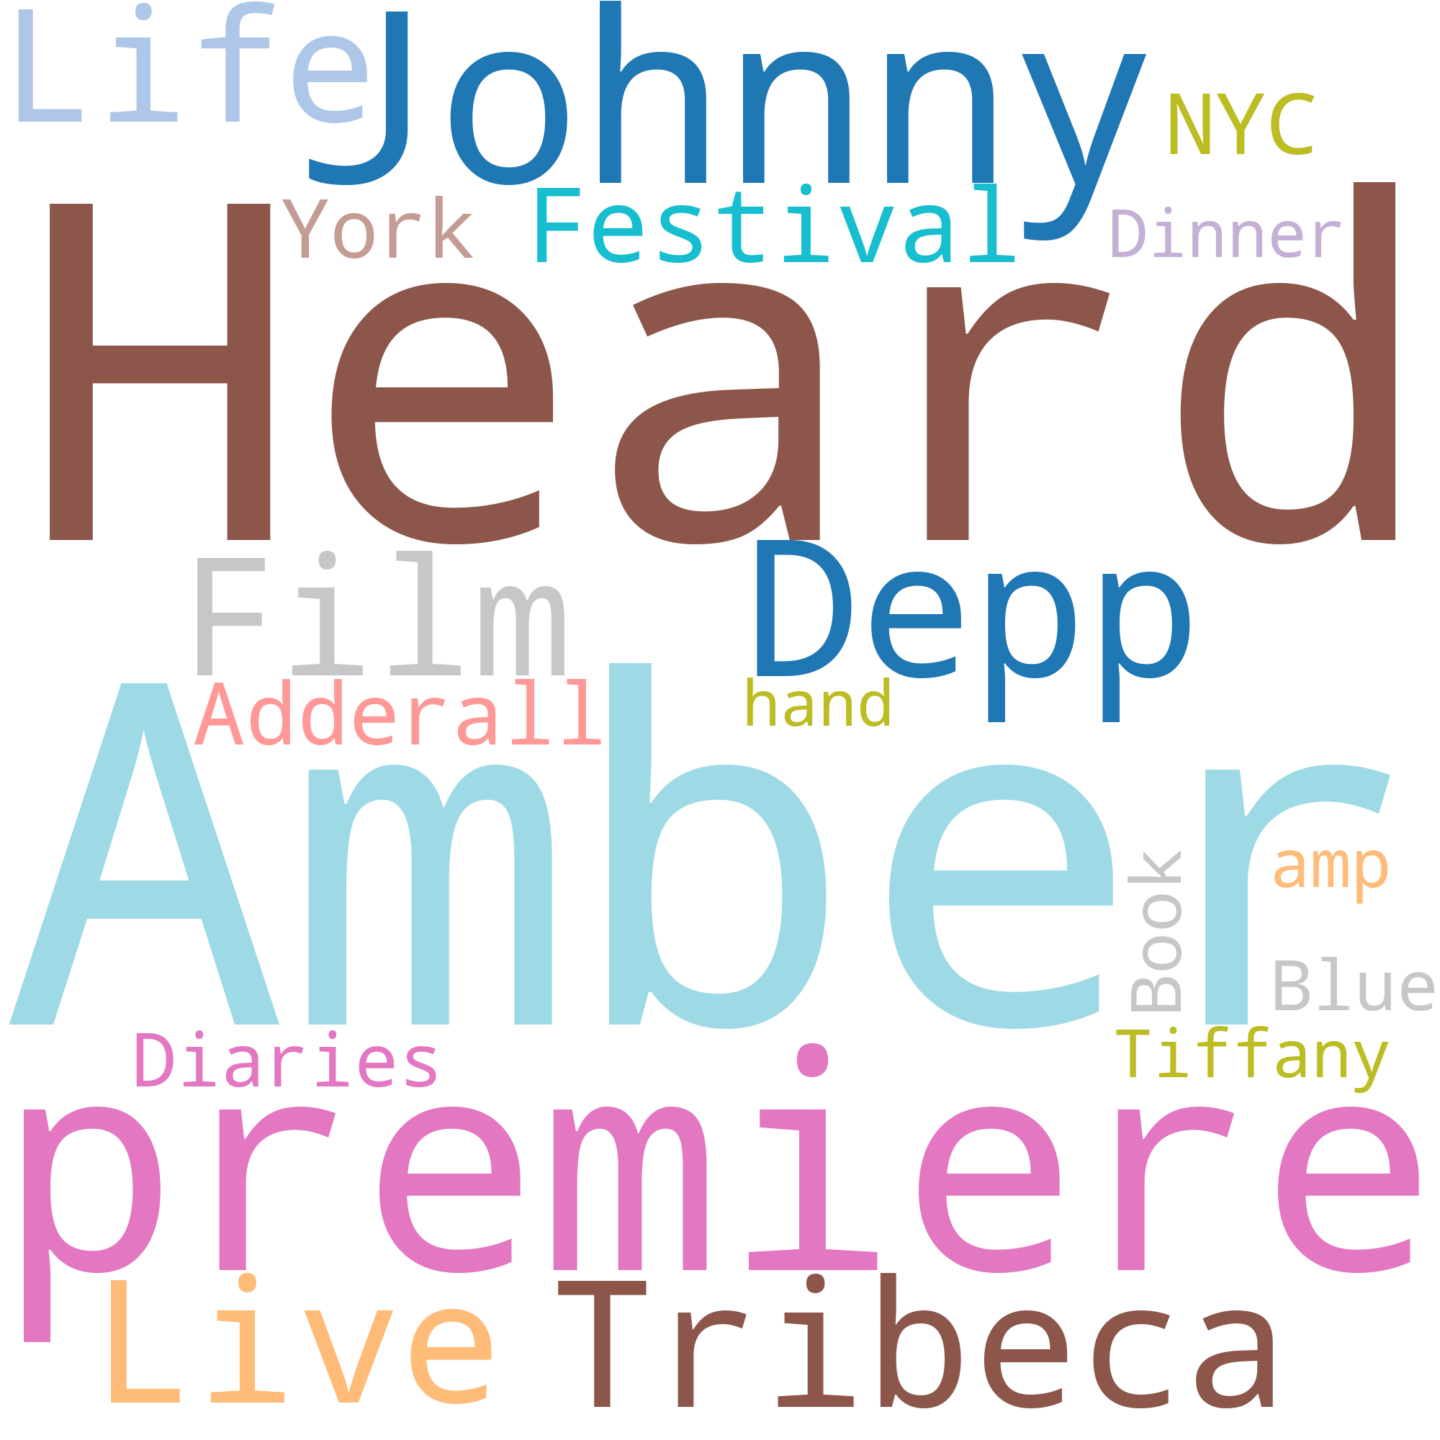 Life Johnny NYC
York Festival Dinner
Heard
Film Depp
Adderall hand
Amber
Book amp
Blue
Diaries Tiffany
premiere
Live Tribeca